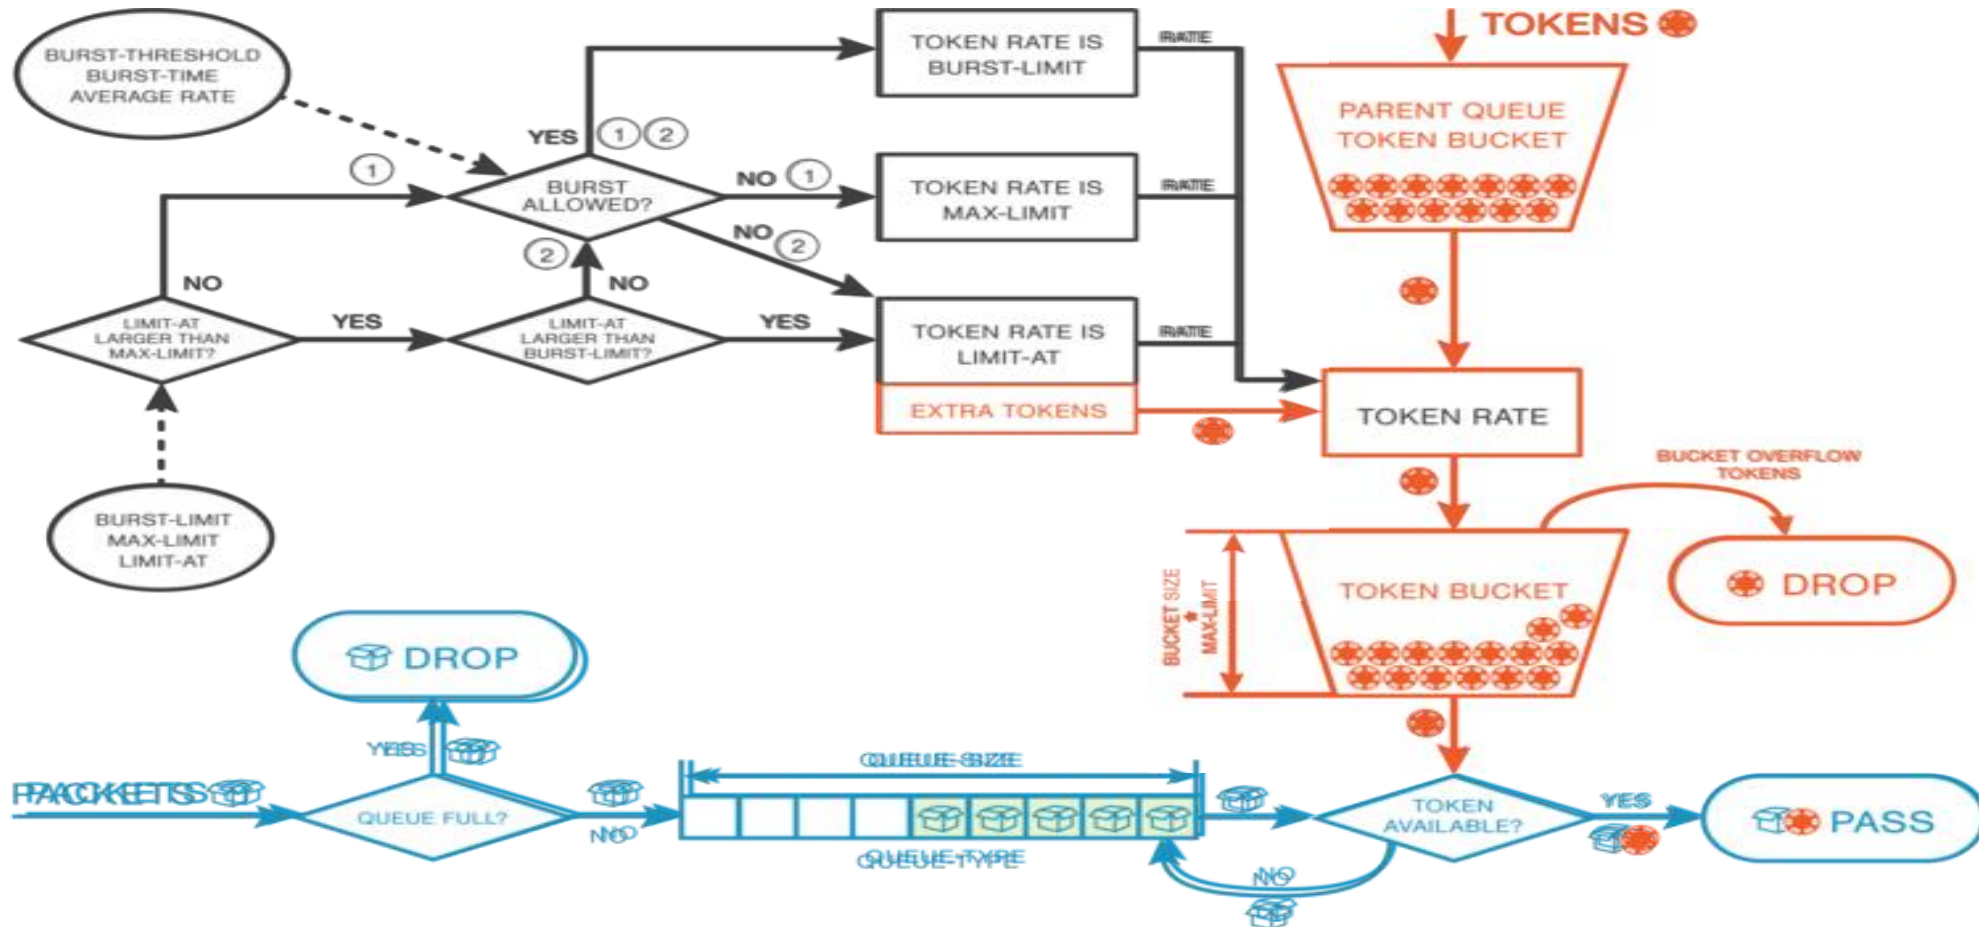 BURST-THRESHOLD
BURST-TIME
AVERAGE RATE
TOKEN RATE IS
BURST-LIMIT
RATE
TOKENS
PARENT QUEUE
TOKEN BUCKET
YES
1
2
1
BURST
ALLOWED?
NO
1
TOKEN RATE IS
MAX-LIMIT
RATE
NO
2
2
NO
NO
LIMIT-AT
LARGER THAN
MAX-LIMIT?
YES
LIMIT-AT
LARGER THAN
BURST-LIMIT?
YES
TOKEN RATE IS
LIMIT-AT
RATE
EXTRA TOKENS
TOKEN RATE
BUCKET OVERFLOW
TOKENS
BURST-LIMIT
MAX-LIMIT
LIMIT-AT
BUCKET SIZE
*
MAX-LIMIT
TOKEN BUCKET
DROP
DROP
YES
QUEUE-SIZE
PACKETS
QUEUE FULL?
NO
QUEUE-TYPE
TOKEN
AVAILABLE?
YES
PASS
NO